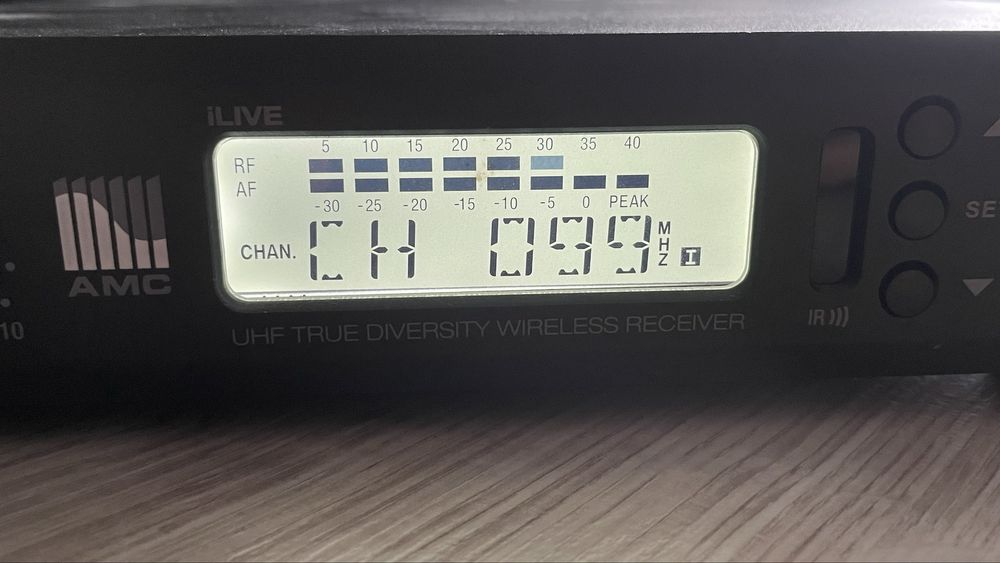 iLIVE
5 10 15 20 25 30 35 40
RF
AF
-30 -25 -20 -15 -10 -5 0 PEAK
CHAN. CH 099 MHZ I
AMC
UHF TRUE DIVERSITY WIRELESS RECEIVER
10
SE
IR